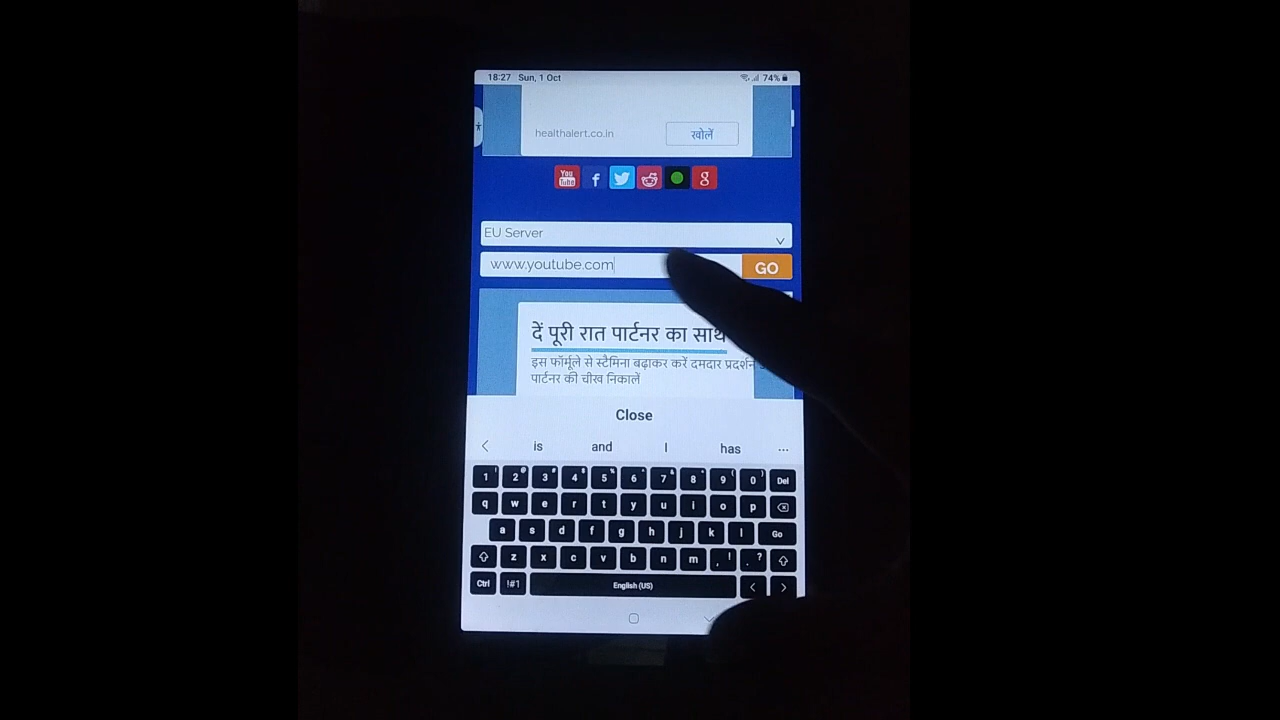 18:27 Sun, 1 Oct 74%
healthalert.co.in खोलें
You Tube f g
EU Server
www.youtube.com GO
दें पूरी रात पार्टनर का साथ
इस फॉर्मूले से स्टैमिना बढ़ाकर करें दमदार प्रदर्शन
पार्टनर की चीख निकालें
Close
is and I has ...
1 2 3 4 5 6 7 8 9 0 Del
q w e r t y u i o p
a s d f g h j k l Go
z x c v b n m , ! . ?
Ctrl !#1 English (US) < >